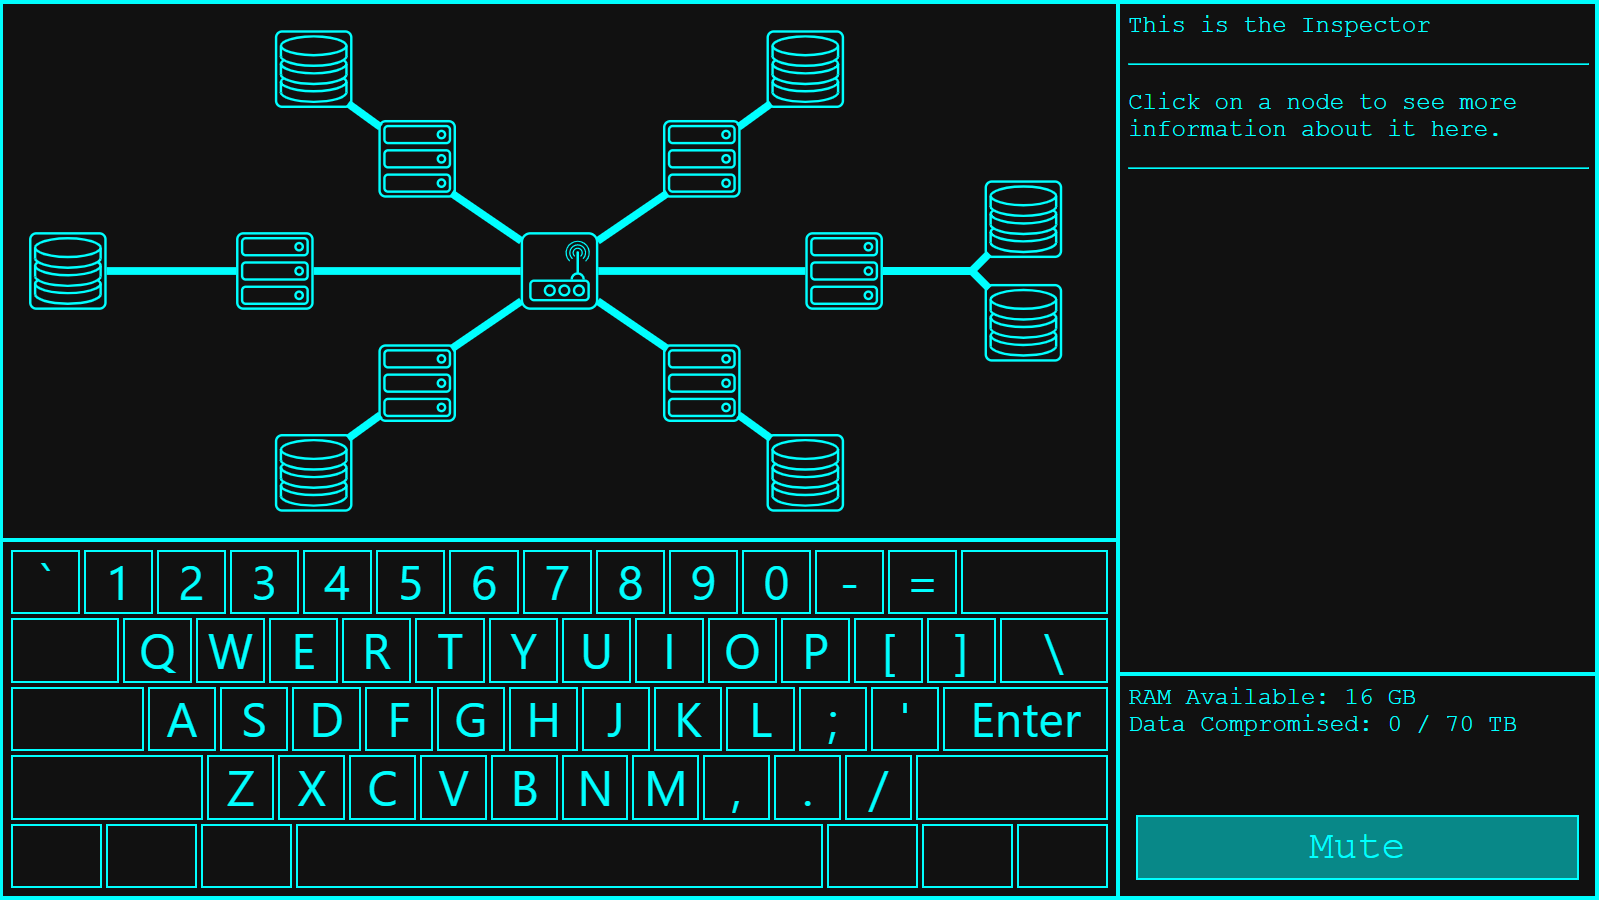 This is the Inspector
Click on a node to see more
information about it here.
` 1 2 3 4 5 6 7 8 9 0 - =
Q W E R T Y U I O P [ ] \
A S D F G H J K L ; ' Enter
Z X C V B N M , . /
RAM Available: 16 GB
Data Compromised: 0 / 70 TB
Mute